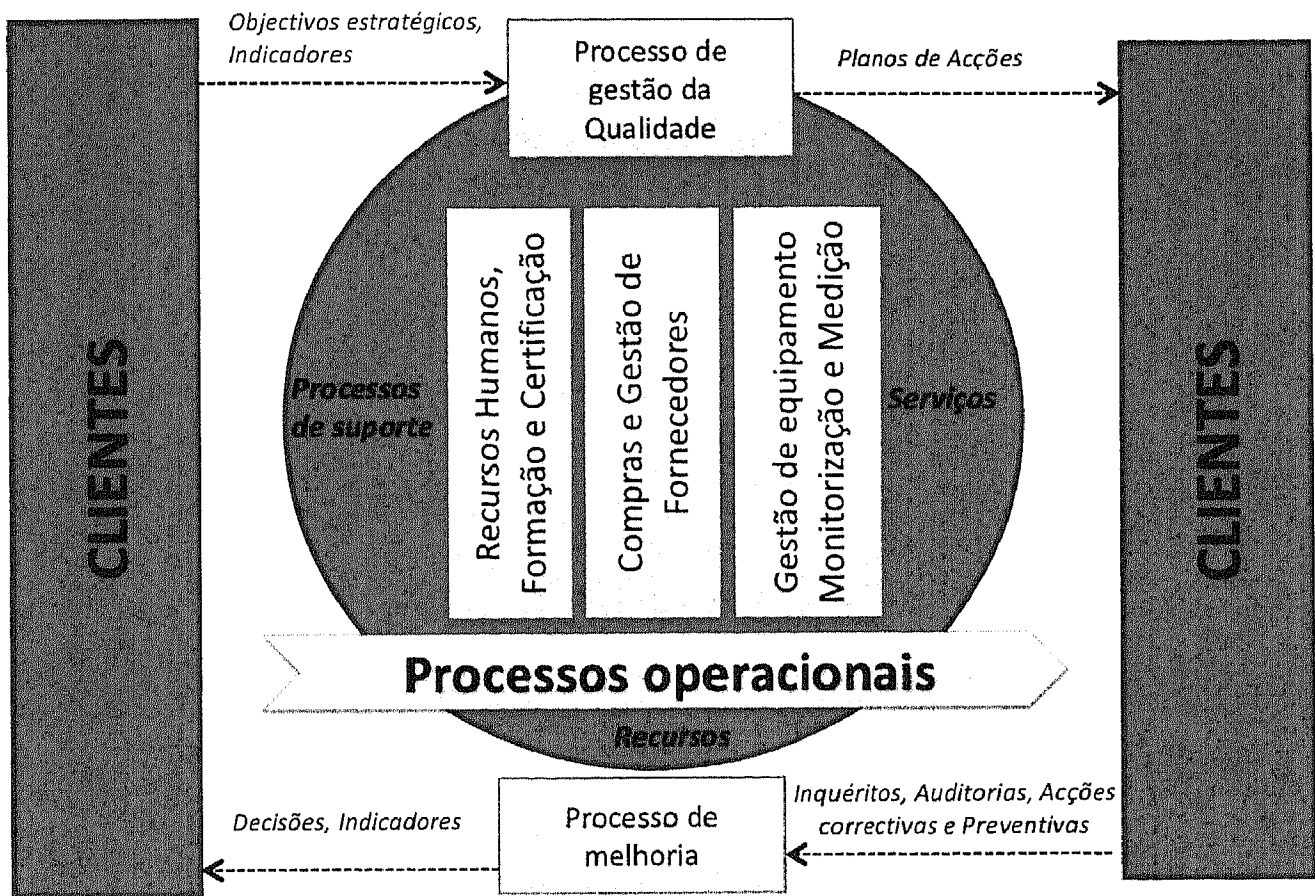 Objectivos estratégicos,
Indicadores
Processo de
gestão da
Qualidade
Planos de Acções
CLIENTES
Processos
de suporte
Recursos Humanos,
Formação e Certificação
Compras e Gestão de
Fornecedores
Gestão de equipamento
Monitorização e Medição
Serviços
CLIENTES
Processos operacionais
Recursos
Decisões, Indicadores
Processo de
melhoria
Inquéritos, Auditorias, Acções
correctivas e Preventivas